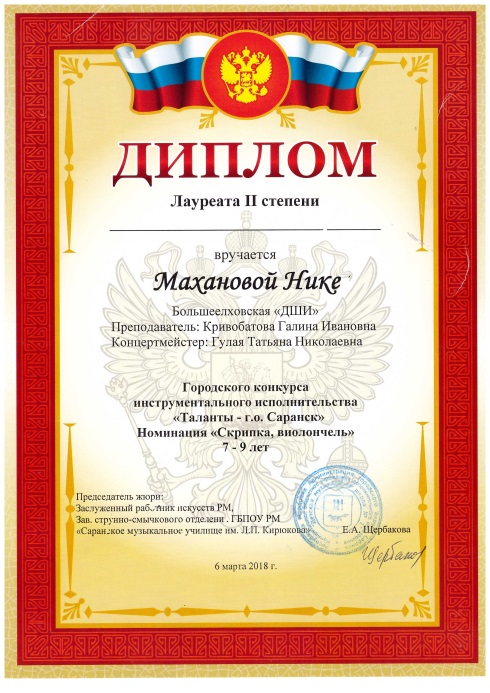 ДИПЛОМ
Лауреата II степени
вручается
Махановой Нике
Большеелховская «ДШИ»
Преподаватель: Кривобатова Галина Ивановна
Концертмейстер: Гулая Татьяна Николаевна
Городского конкурса
инструментального исполнительства
«Таланты - г.о. Саранск»
Номинация «Скрипка, виолончель»
7 - 9 лет
Председатель жюри:
Заслуженный работник искусств РМ,
Зав. струнно-смычкового отделени . ГБПОУ РМ
«Саранское музыкальное училище им. Л.П. Кирюкова» Е.А. Щербакова
6 марта 2018 г.